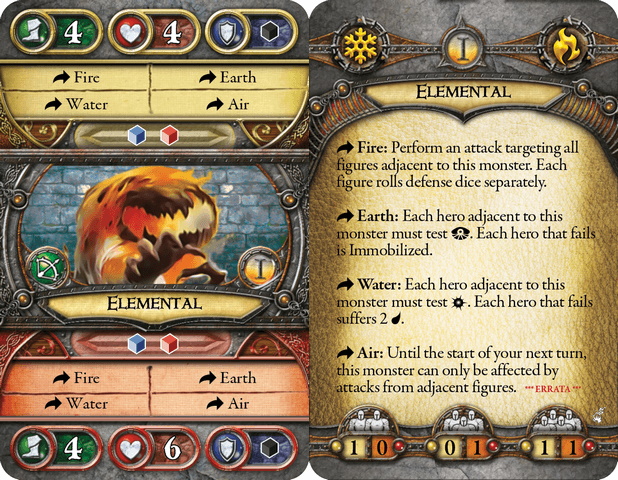 4 4
Fire Earth
Water Air
I
ELEMENTAL
Fire Earth
Water Air
4 6
I
ELEMENTAL
Fire: Perform an attack targeting all
figures adjacent to this monster. Each
figure rolls defense dice separately.
Earth: Each hero adjacent to this
monster must test . Each hero that fails
is Immobilized.
Water: Each hero adjacent to this
monster must test . Each hero that fails
suffers 2 .
Air: Until the start of your next turn,
this monster can only be affected by
attacks from adjacent figures. *** ERRATA ***
1 0 0 1 1 1